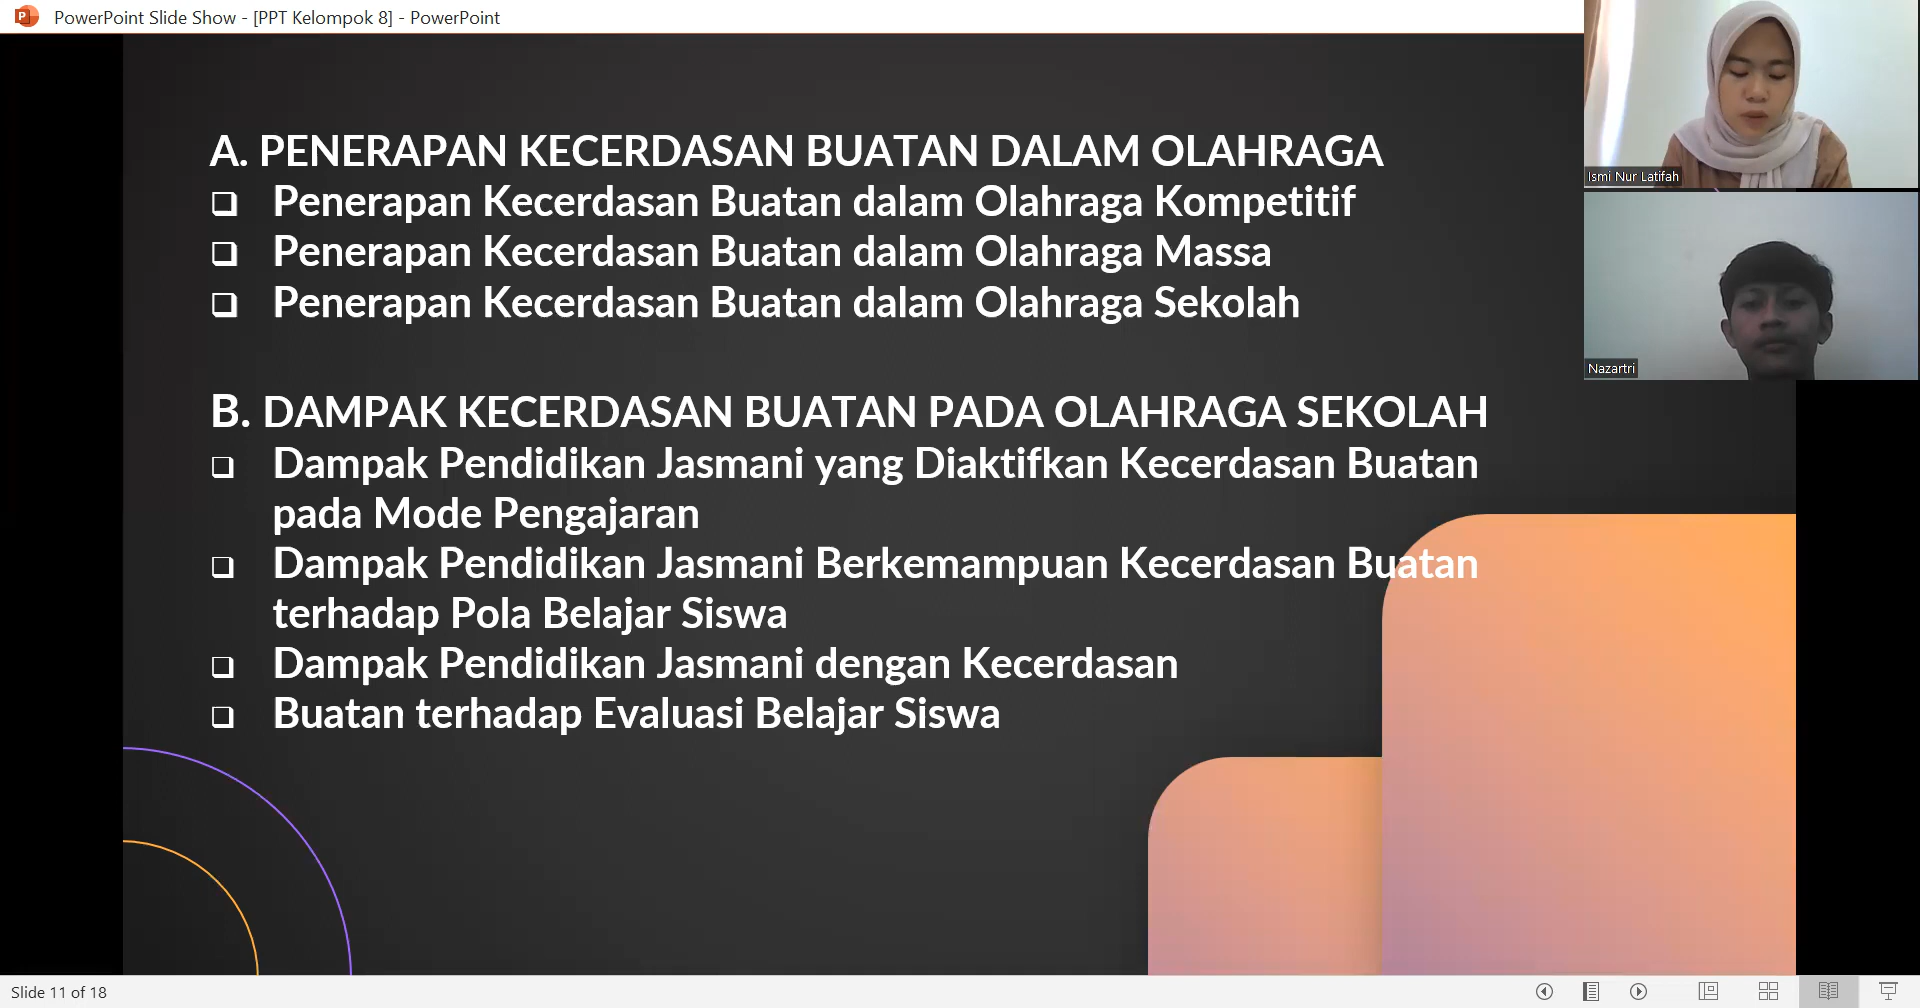 PowerPoint Slide Show - [PPT Kelompok 8] - PowerPoint
A. PENERAPAN KECERDASAN BUATAN DALAM OLAHRAGA
Penerapan Kecerdasan Buatan dalam Olahraga Kompetitif
Penerapan Kecerdasan Buatan dalam Olahraga Massa
Penerapan Kecerdasan Buatan dalam Olahraga Sekolah
B. DAMPAK KECERDASAN BUATAN PADA OLAHRAGA SEKOLAH
Dampak Pendidikan Jasmani yang Diaktifkan Kecerdasan Buatan
pada Mode Pengajaran
Dampak Pendidikan Jasmani Berkemampuan Kecerdasan Buatan
terhadap Pola Belajar Siswa
Dampak Pendidikan Jasmani dengan Kecerdasan
Buatan terhadap Evaluasi Belajar Siswa
Ismi Nur Latifah
Nazartri
Slide 11 of 18